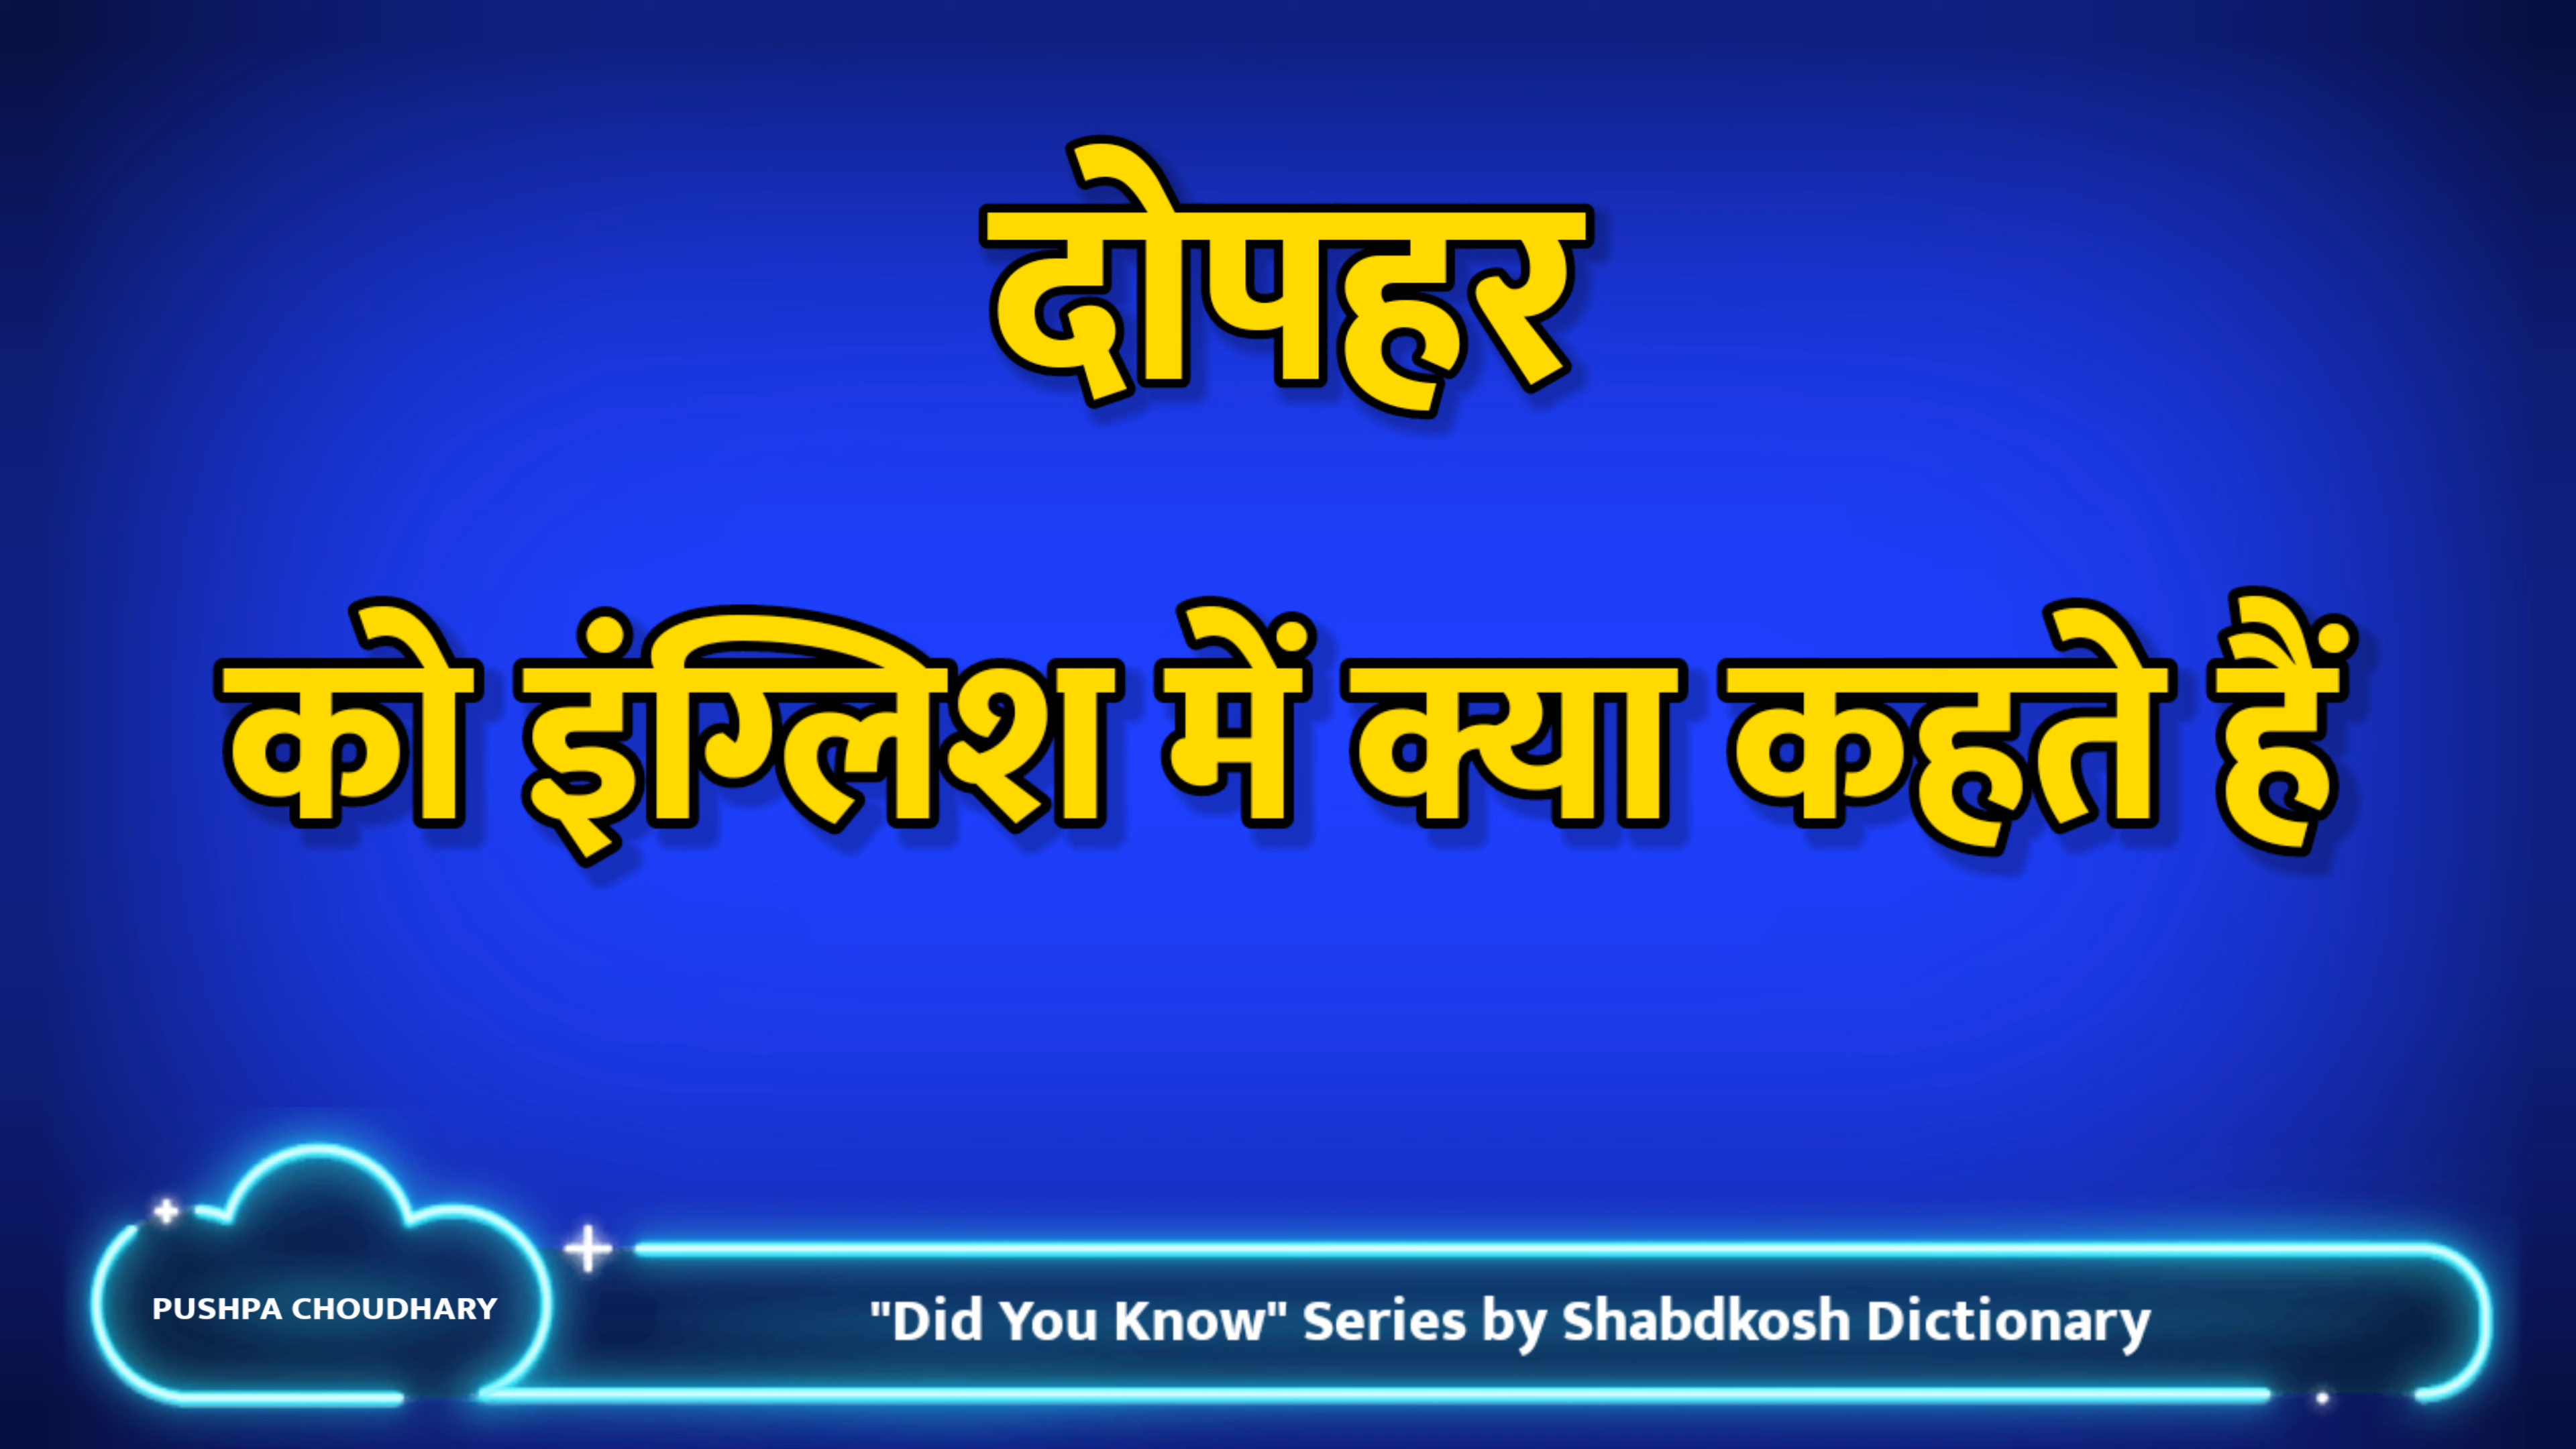 दोपहर
को इंग्लिश में क्या कहते हैं
PUSHPA CHOUDHARY
"Did You Know" Series by Shabdkosh Dictionary